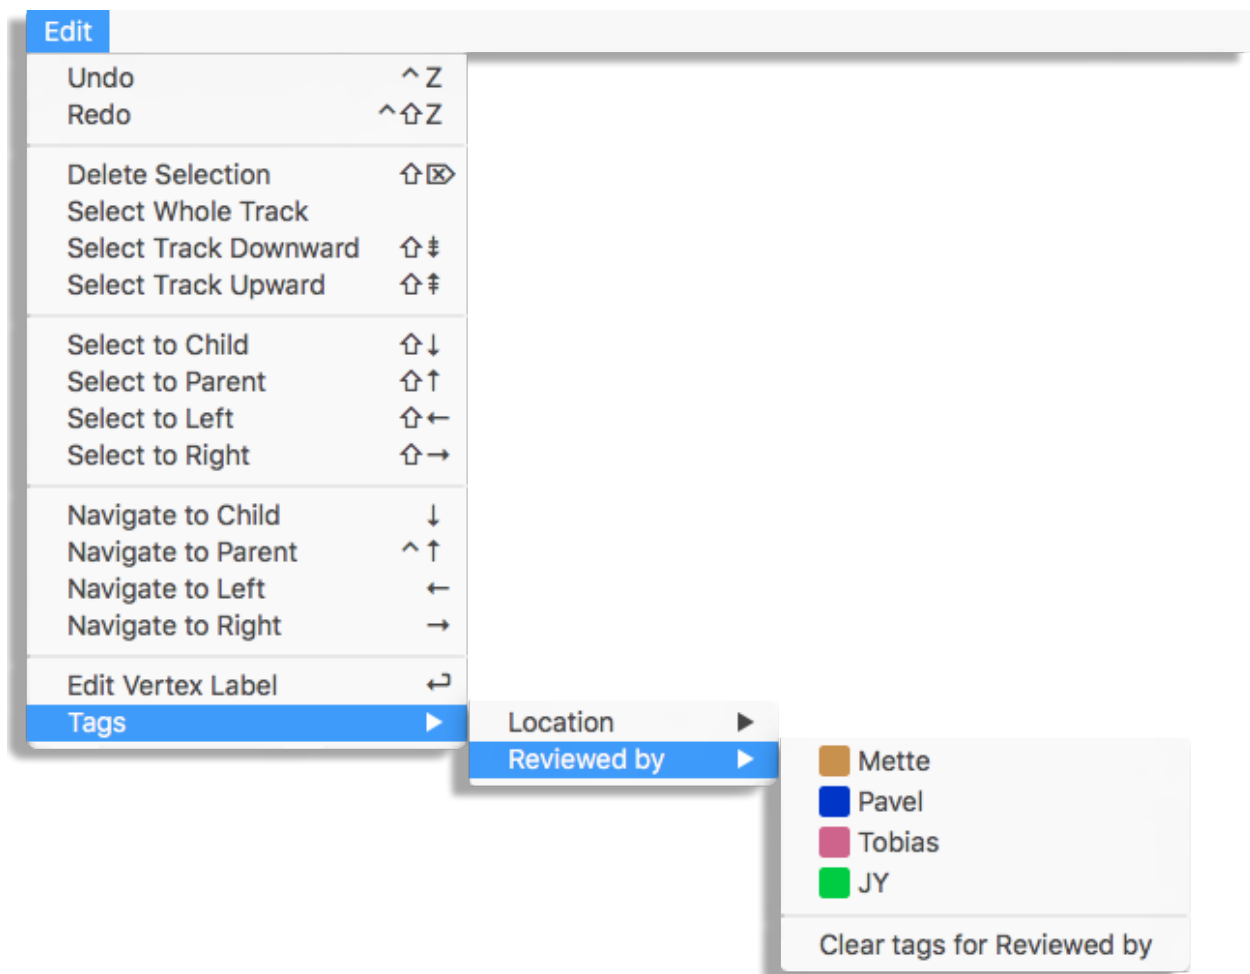 Edit
Undo ^ Z
Redo ^⇧Z
Delete Selection ⇧⌦
Select Whole Track
Select Track Downward ⇧⇟
Select Track Upward ⇧⇞
Select to Child ⇧↓
Select to Parent ⇧↑
Select to Left ⇧←
Select to Right ⇧→
Navigate to Child ↓
Navigate to Parent ^↑
Navigate to Left ←
Navigate to Right →
Edit Vertex Label ↩
Tags ▶
Location ▶
Reviewed by ▶
Mette
Pavel
Tobias
JY
Clear tags for Reviewed by